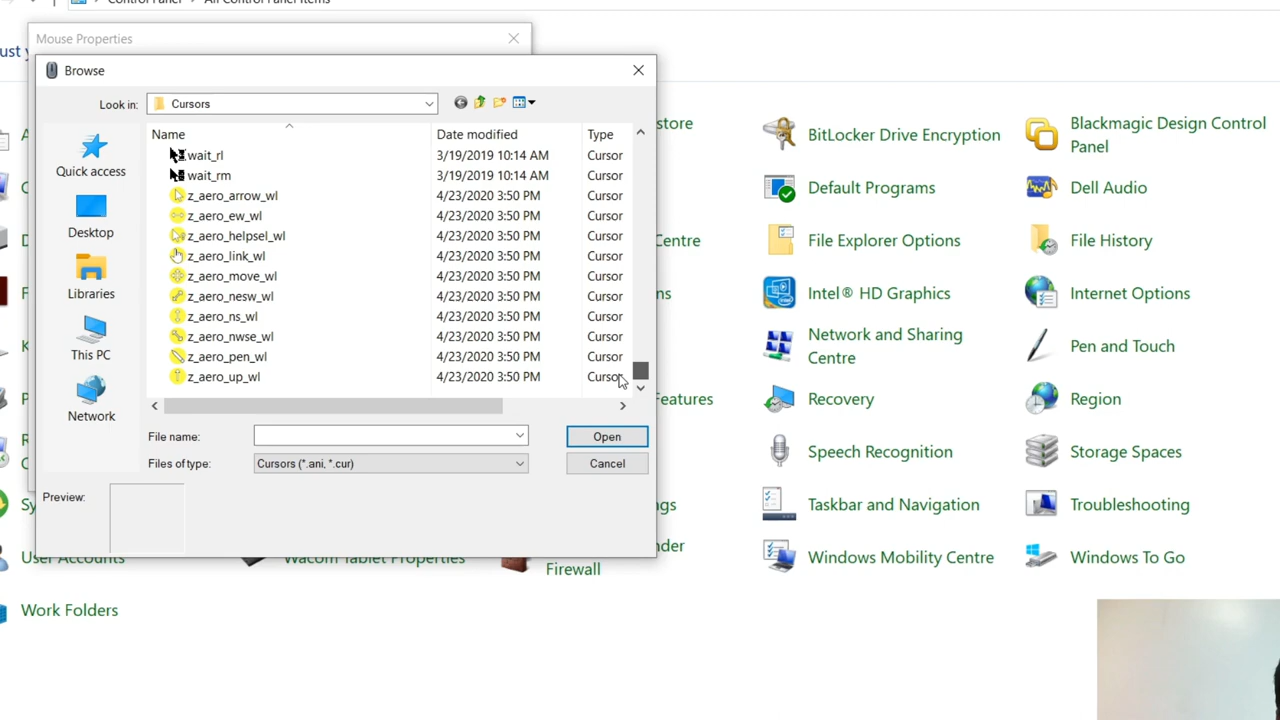 Control Panel
All Control Panel Items
Mouse Properties
Browse
Look in:
Cursors
Name
Date modified
Type
wait_rl
3/19/2019 10:14 AM
Cursor
wait_rm
3/19/2019 10:14 AM
Cursor
z_aero_arrow_wl
4/23/2020 3:50 PM
Cursor
z_aero_ew_wl
4/23/2020 3:50 PM
Cursor
z_aero_helpsel_wl
4/23/2020 3:50 PM
Cursor
z_aero_link_wl
4/23/2020 3:50 PM
Cursor
z_aero_move_wl
4/23/2020 3:50 PM
Cursor
z_aero_nesw_wl
4/23/2020 3:50 PM
Cursor
z_aero_ns_wl
4/23/2020 3:50 PM
Cursor
z_aero_nwse_wl
4/23/2020 3:50 PM
Cursor
z_aero_pen_wl
4/23/2020 3:50 PM
Cursor
z_aero_up_wl
4/23/2020 3:50 PM
Cursor
Quick access
Desktop
Libraries
This PC
Network
File name:
Open
Files of type:
Cursors (*.ani, *.cur)
Cancel
Preview:
store
BitLocker Drive Encryption
Blackmagic Design Control
Panel
Default Programs
Dell Audio
Centre
File Explorer Options
File History
Intel® HD Graphics
Internet Options
Network and Sharing
Centre
Pen and Touch
Features
Recovery
Region
Speech Recognition
Storage Spaces
Taskbar and Navigation
Troubleshooting
User Accounts
Wacom Tablet Properties
Firewall
Windows Mobility Centre
Windows To Go
Work Folders